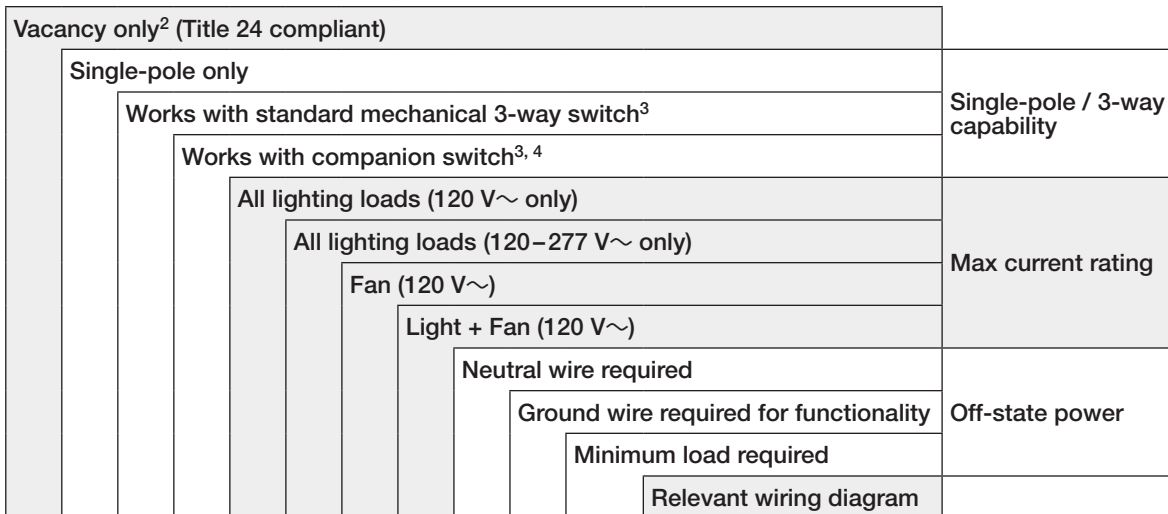 Vacancy only² (Title 24 compliant)
Single-pole only
Works with standard mechanical 3-way switch³
Works with companion switch³, ⁴
Single-pole / 3-way
capability
All lighting loads (120 V~ only)
All lighting loads (120–277 V~ only)
Fan (120 V~)
Light + Fan (120 V~)
Max current rating
Neutral wire required
Ground wire required for functionality
Minimum load required
Off-state power
Relevant wiring diagram